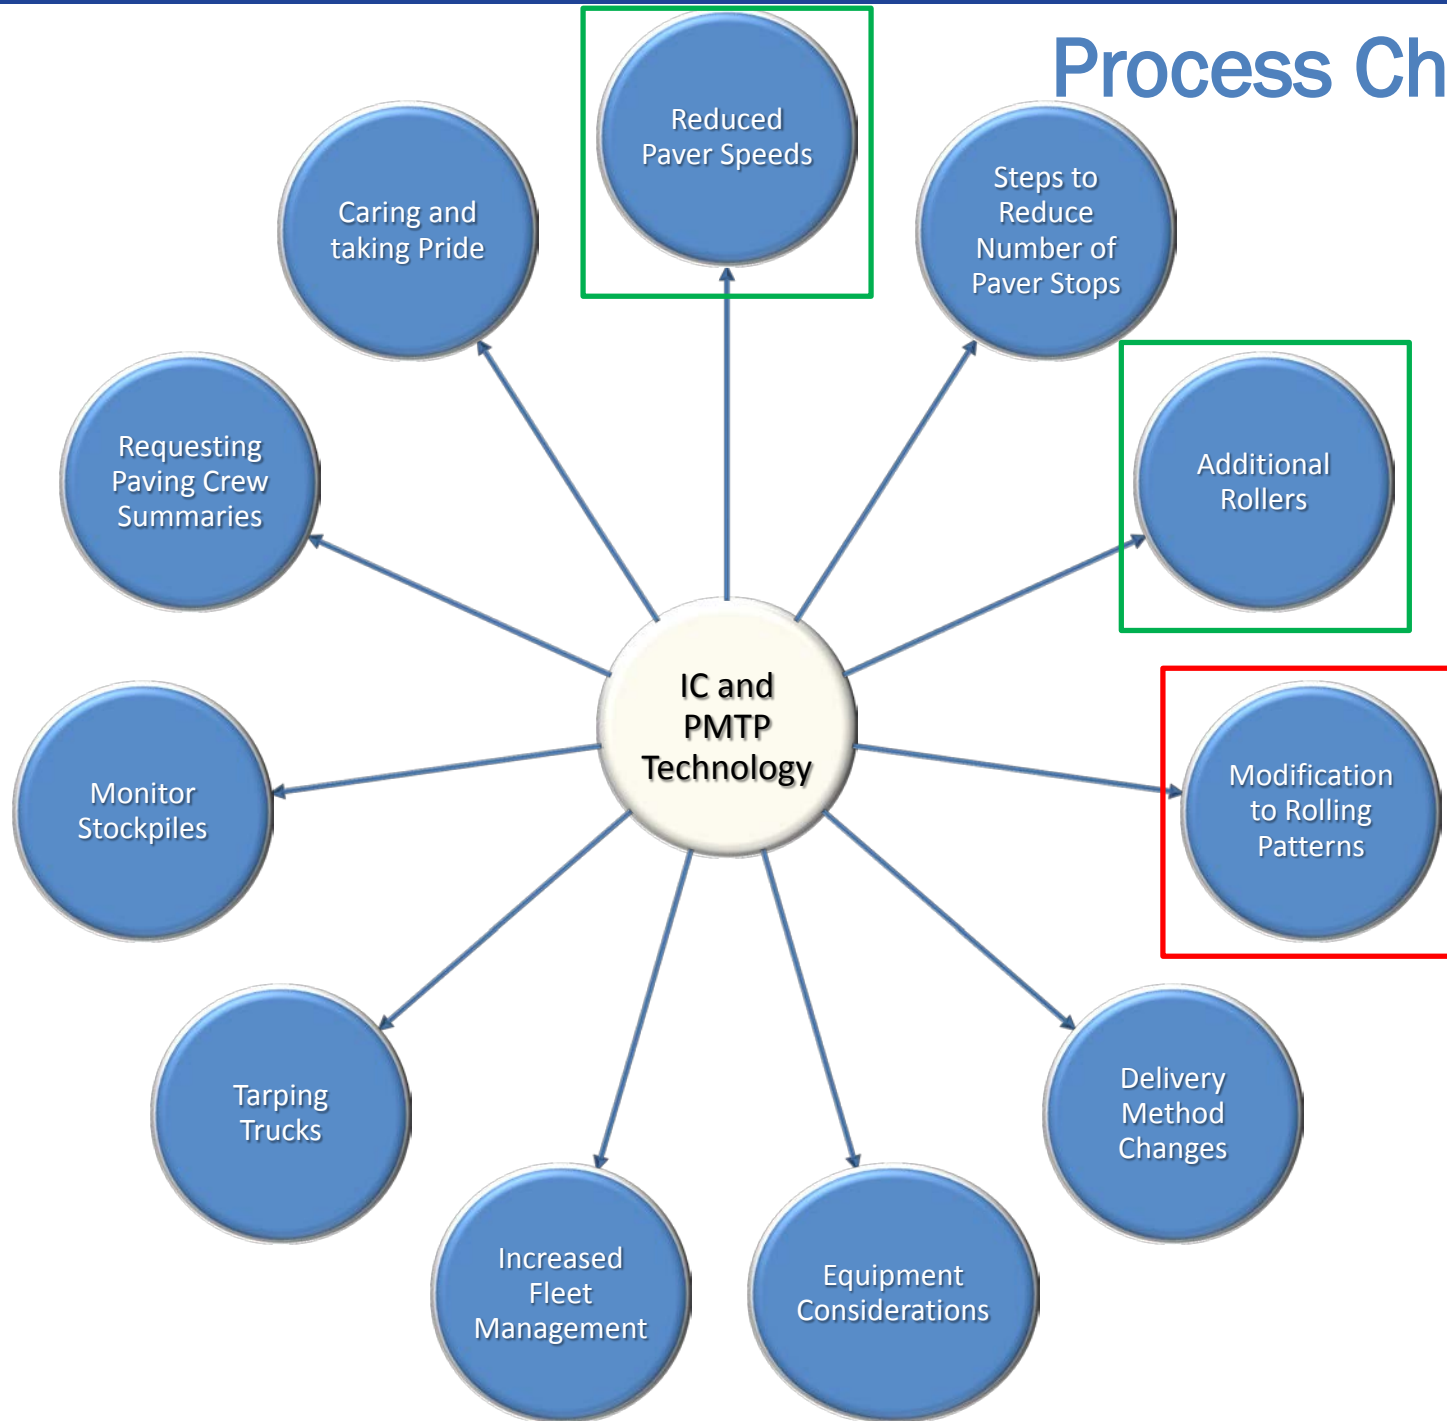 Process Ch
Reduced
Paver Speeds
Steps to
Reduce
Number of
Paver Stops
Additional
Rollers
Modification
to Rolling
Patterns
Delivery
Method
Changes
Equipment
Considerations
Increased
Fleet
Management
Tarping
Trucks
Monitor
Stockpiles
Requesting
Paving Crew
Summaries
Caring and
taking Pride
IC and
PMTP
Technology